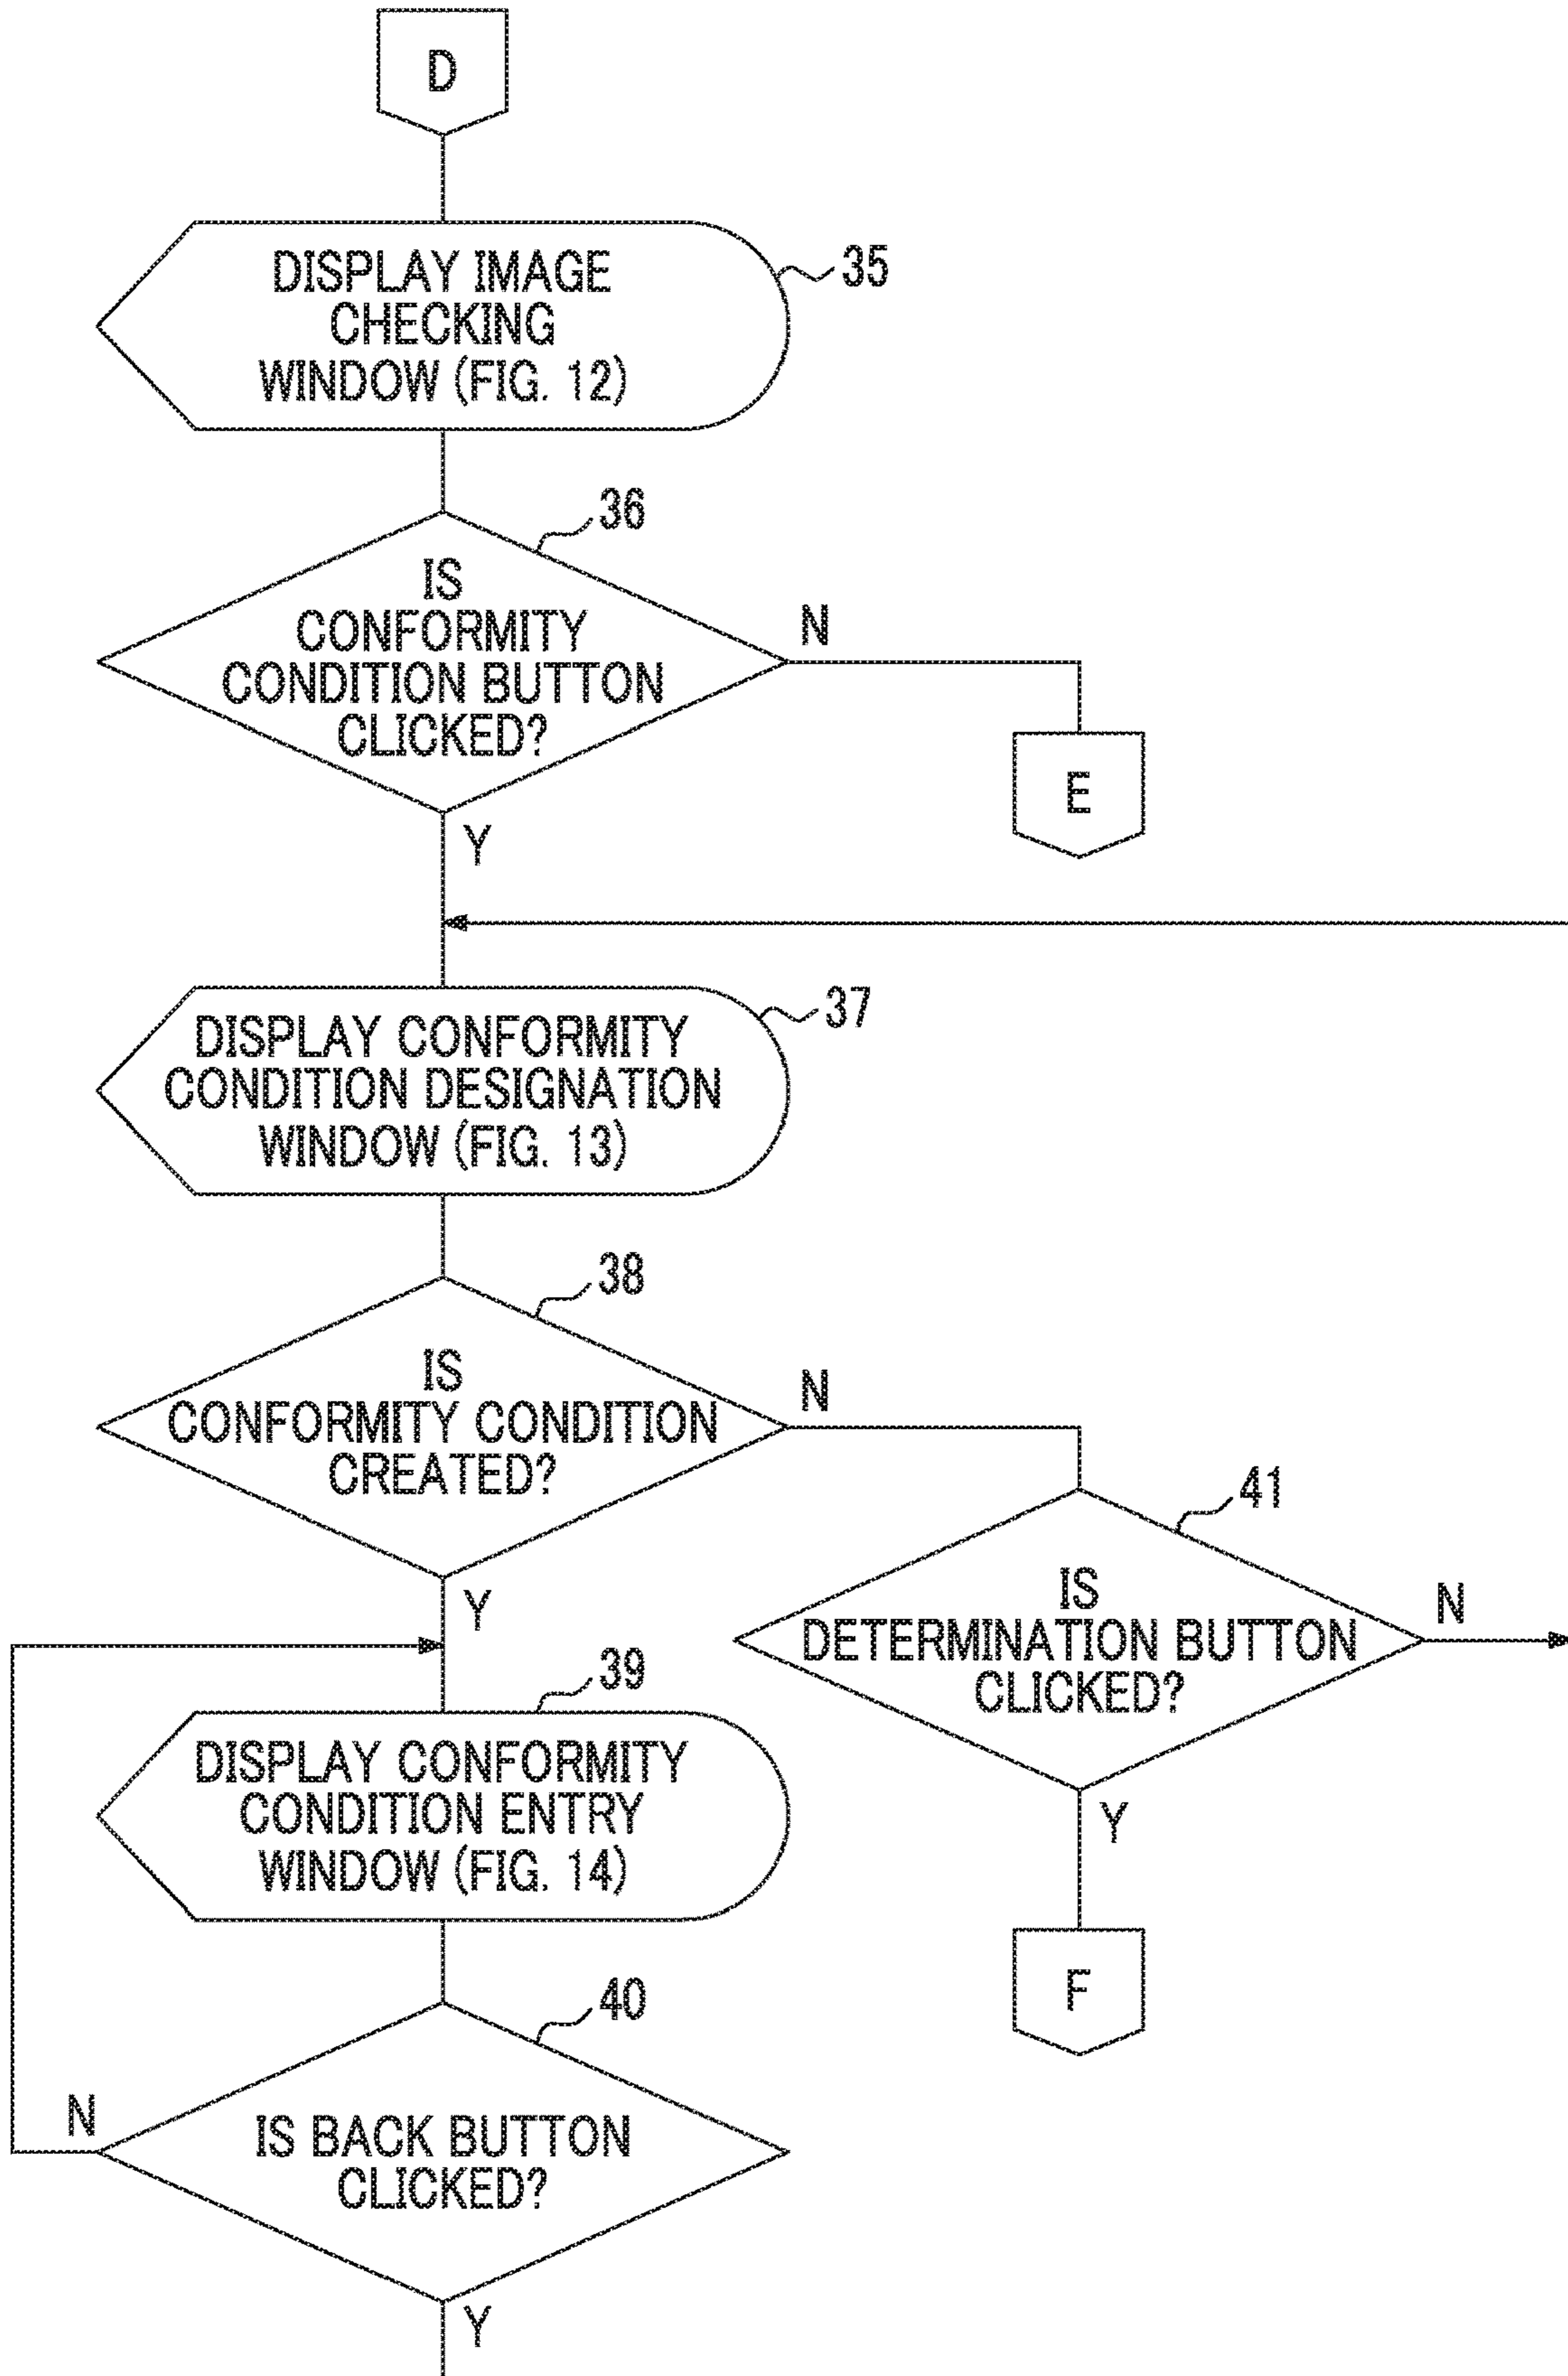 D
DISPLAY IMAGE
CHECKING
WINDOW (FIG. 12)
35
36
IS
CONFORMITY
CONDITION BUTTON
CLICKED?
N
E
Y
DISPLAY CONFORMITY
CONDITION DESIGNATION
WINDOW (FIG. 13)
37
38
IS
CONFORMITY CONDITION
CREATED?
N
Y
41
IS
DETERMINATION BUTTON
CLICKED?
N
Y
F
39
DISPLAY CONFORMITY
CONDITION ENTRY
WINDOW (FIG. 14)
40
IS BACK BUTTON
CLICKED?
N
Y